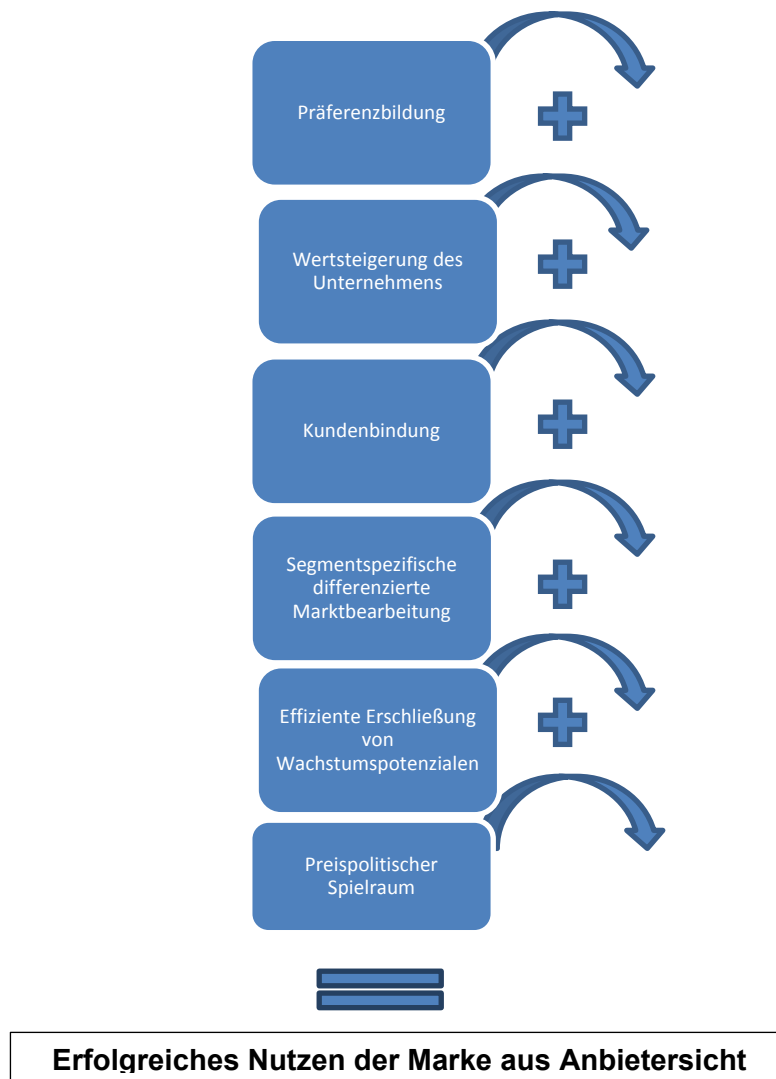 Präferenzbildung
Wertsteigerung des
Unternehmens
Kundenbindung
Segmentspezifische
differenzierte
Marktbearbeitung
Effiziente Erschließung
von
Wachstumspotenzialen
Preispolitischer
Spielraum
Erfolgreiches Nutzen der Marke aus Anbietersicht